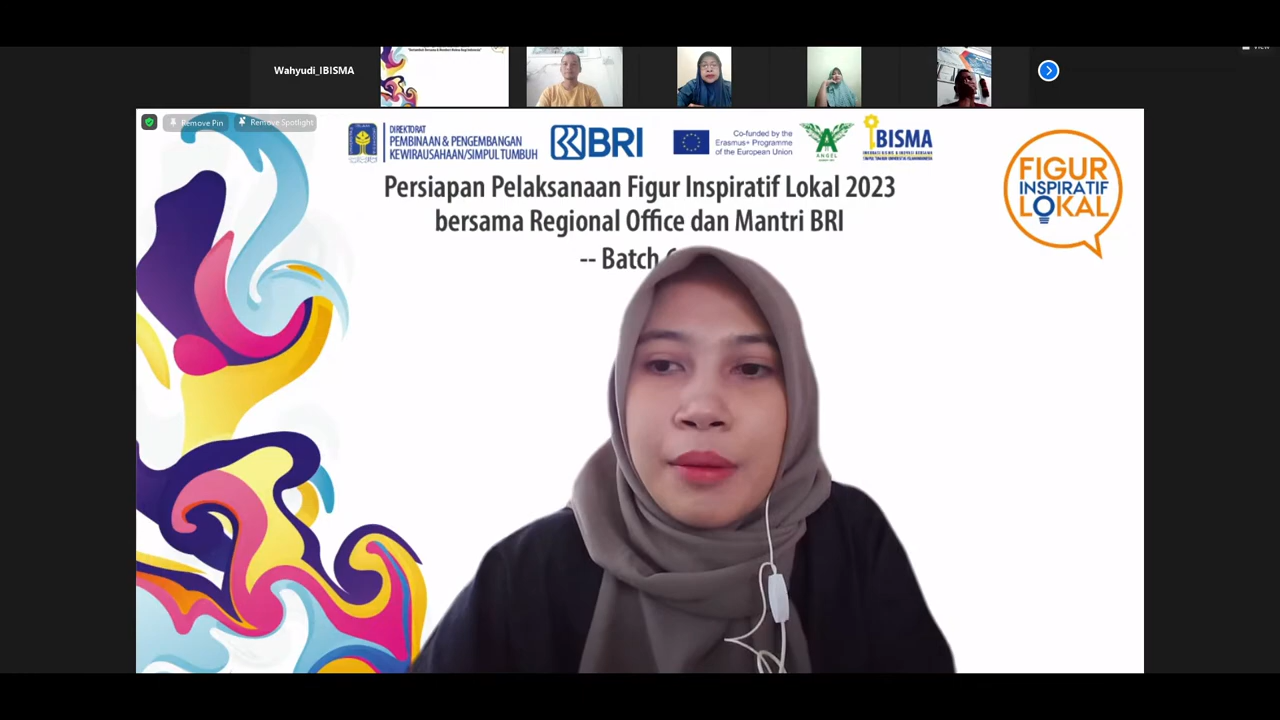 Wahyudi_IBISMA
Remove Pin
Remove Spotlight
DIREKTORAT
PEMBINAAN & PENGEMBANGAN
KEWIRAUSAHAAN/SIMPUL TUMBUH
BRI
Co-funded by the
Erasmus+ Programme
of the European Union
ANGEL
IBISMA
FIGUR
INSPIRATIF
LOKAL
Persiapan Pelaksanaan Figur Inspiratif Lokal 2023
bersama Regional Office dan Mantri BRI
-- Batch